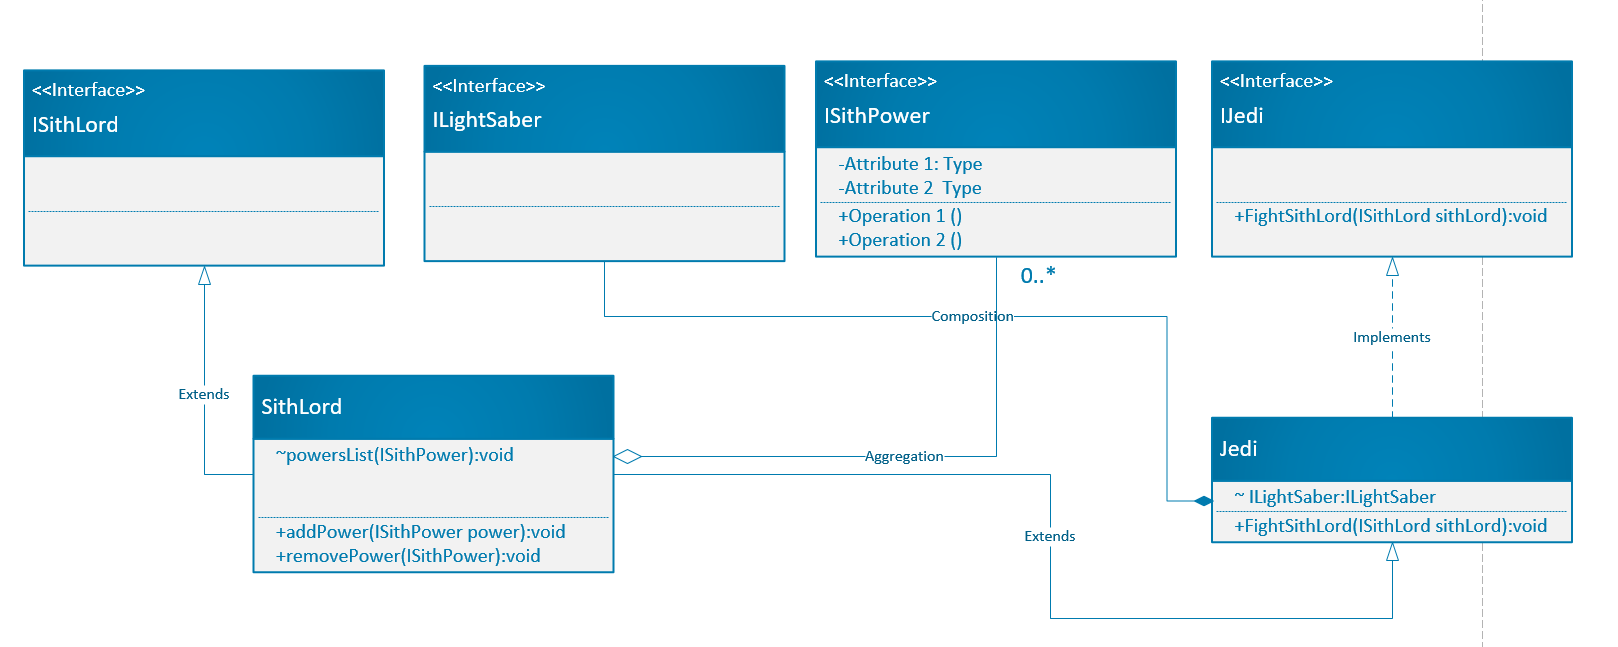 <<Interface>>
ISithLord
<<Interface>>
ILightSaber
<<Interface>>
ISithPower
-Attribute 1: Type
-Attribute 2  Type
+Operation 1 ()
+Operation 2 ()
<<Interface>>
IJedi
+FightSithLord(ISithLord sithLord):void
0..*
Composition
Implements
Extends
SithLord
~powersList(ISithPower):void
+addPower(ISithPower power):void
+removePower(ISithPower):void
Aggregation
Extends
Jedi
~ ILightSaber:ILightSaber
+FightSithLord(ISithLord sithLord):void